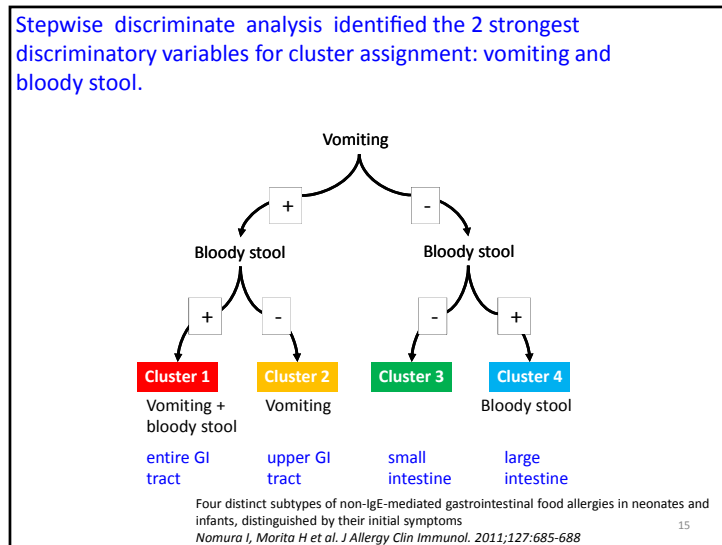 Stepwise discriminate analysis identified the 2 strongest
discriminatory variables for cluster assignment: vomiting and
bloody stool.
Vomiting
+
-
Bloody stool
Bloody stool
+
-
-
+
Cluster 1
Cluster 2
Cluster 3
Cluster 4
Vomiting +
bloody stool
Vomiting
Bloody stool
entire GI
tract
upper GI
tract
small
intestine
large
intestine
Four distinct subtypes of non-IgE-mediated gastrointestinal food allergies in neonates and
infants, distinguished by their initial symptoms
Nomura I, Morita H et al. J Allergy Clin Immunol. 2011;127:685-688
15